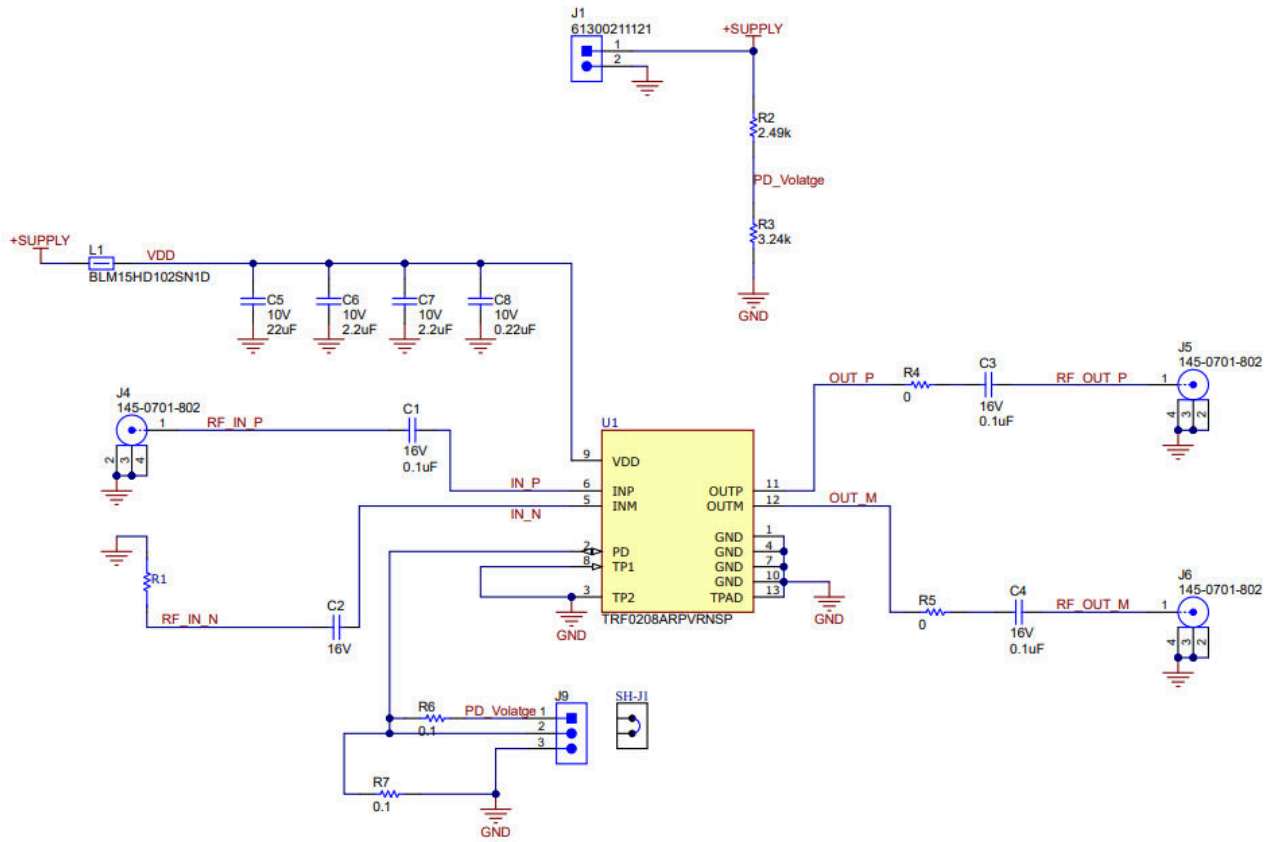 J1
61300211121
1
2
+SUPPLY
R2
2.49k
PD_Volatge
R3
3.24k
GND
+SUPPLY
L1
VDD
BLM15HD102SN1D
C5
10V
22uF
C6
10V
2.2uF
C7
10V
2.2uF
C8
10V
0.22uF
J4
145-0701-802
1
RF_IN_P
2
3
4
C1
16V
0.1uF
IN_P
IN_N
R1
RF_IN_N
C2
16V
U1
9
VDD
6
INP
5
INM
2
PD
8
TP1
3
TP2
OUTP
11
OUTM
12
GND
1
GND
4
GND
7
GND
10
TPAD
13
TRF0208ARPVRNSP
GND
GND
OUT_P
R4
0
C3
16V
0.1uF
RF_OUT_P
J5
145-0701-802
1
4
3
2
OUT_M
R5
0
C4
16V
0.1uF
RF_OUT_M
J6
145-0701-802
1
4
3
2
R6
0.1
PD_Volatge
J9
1
2
3
SH-J1
R7
0.1
GND